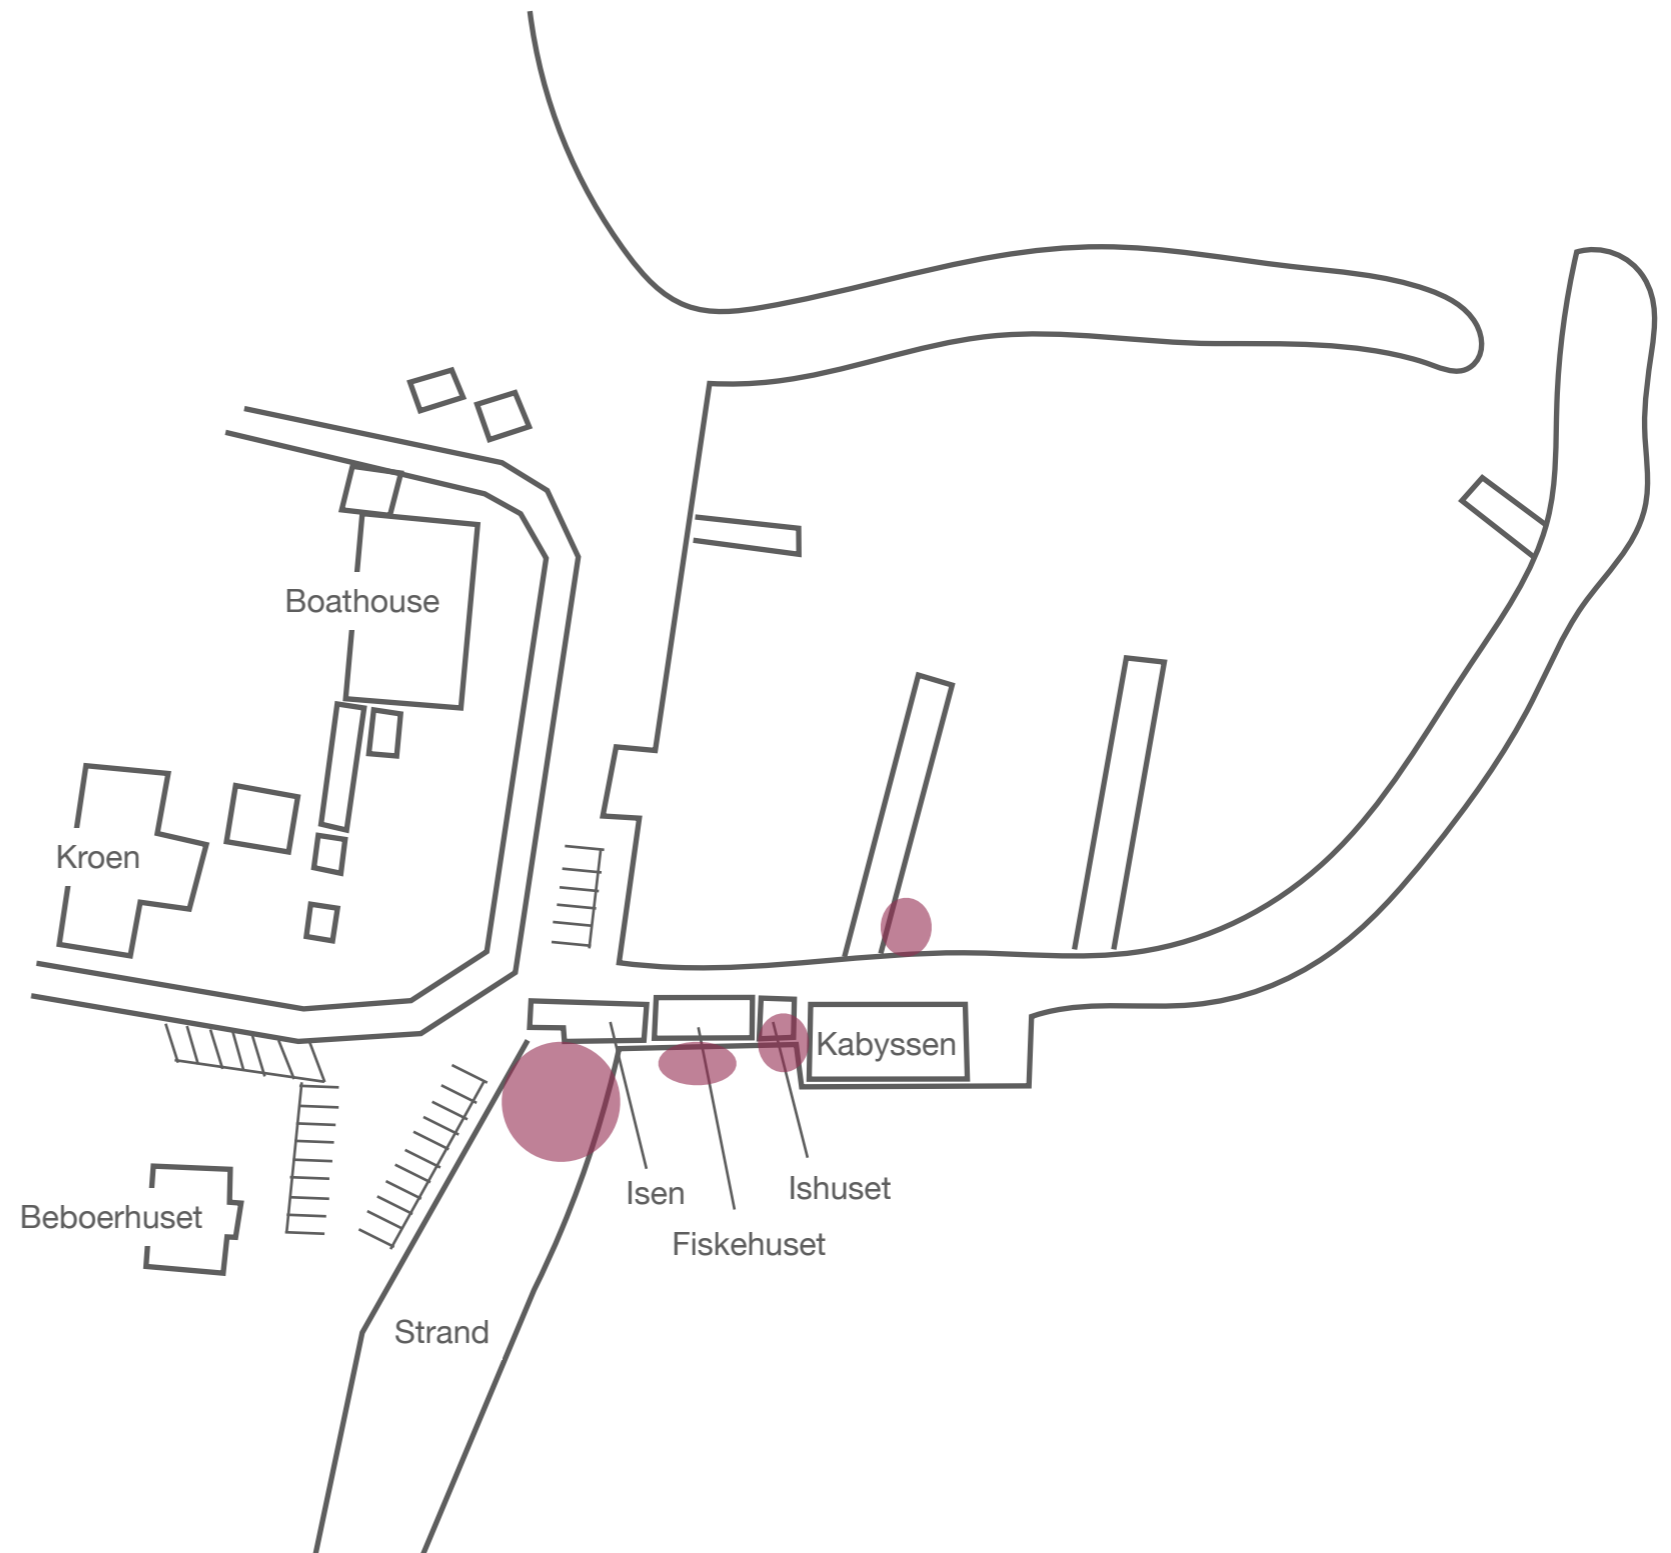 Boathouse
Kroen
Kabyssen
Ishuset
Isen
Beboerhuset
Fiskehuset
Strand